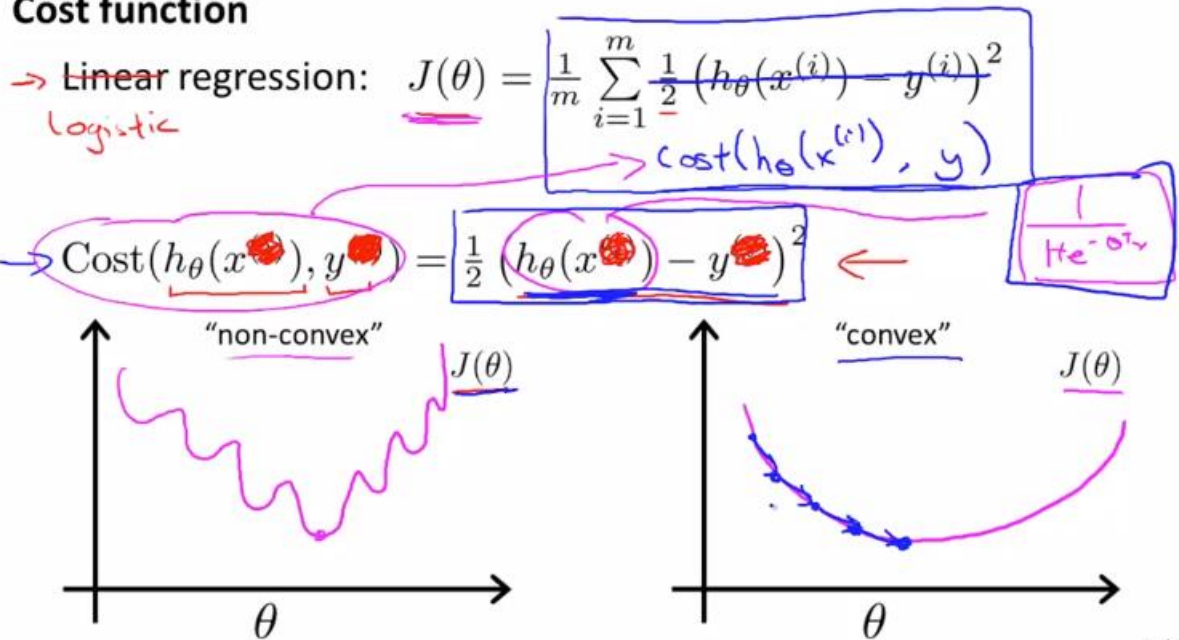 Cost function
→ Linear regression: J(θ) = 1/m ∑_{i=1}^{m} 1/2 (h_θ(x^{(i)}) − y^{(i)})²
Logistic
→ cost(h_θ(x^{(i)}), y)
→ Cost(h_θ(x), y) = 1/2 (h_θ(x) − y)² ←
1/(1+e^{-θᵀx})
"non-convex"
J(θ)
θ
"convex"
J(θ)
θ